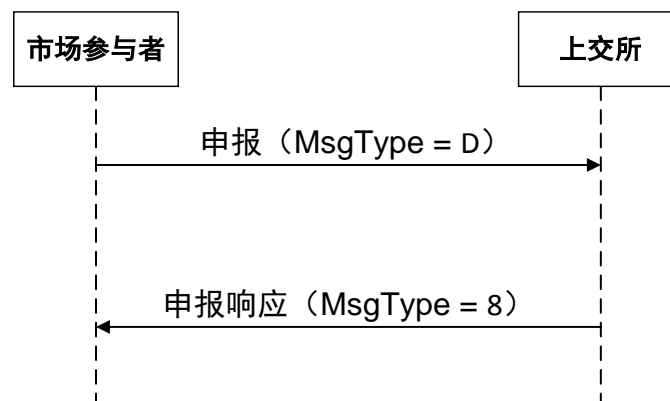 市场参与者
上交所
申报（MsgType = D）
申报响应（MsgType = 8）